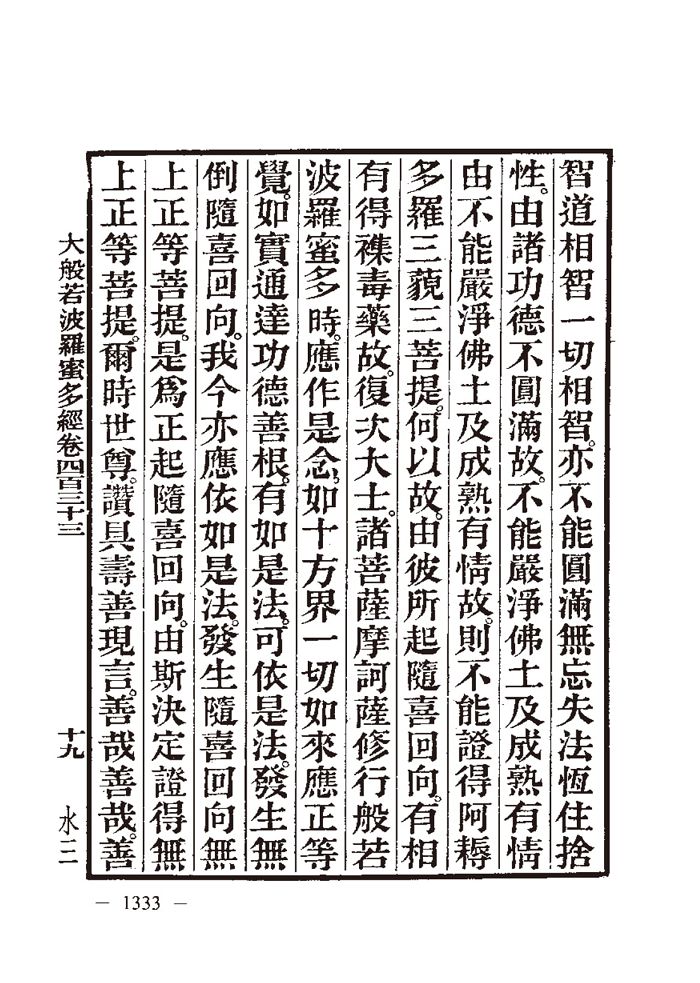 智道相智一切相智。亦不能圓滿無忘失法恆住捨
性。由諸功德不圓滿故。不能嚴淨佛土及成熟有情
由不能嚴淨佛土及成熟有情故。則不能證得阿耨
多羅三藐三菩提。何以故。由彼所起隨喜回向。有相
有得襍毒藥故。復次大士。諸菩薩摩訶薩修行般若
波羅蜜多時。應作是念。如十方界一切如來應正等
覺。如實通達功德善根。有如是法。可依是法。發生無
倒隨喜回向。我今亦應依如是法。發生隨喜回向無
上正等菩提。是爲正起隨喜回向。由斯決定證得無
上正等菩提。爾時世尊。讚具壽善現言。善哉善哉。善
大般若波羅蜜多經卷四百三十三 十九 水三
— 1333 —